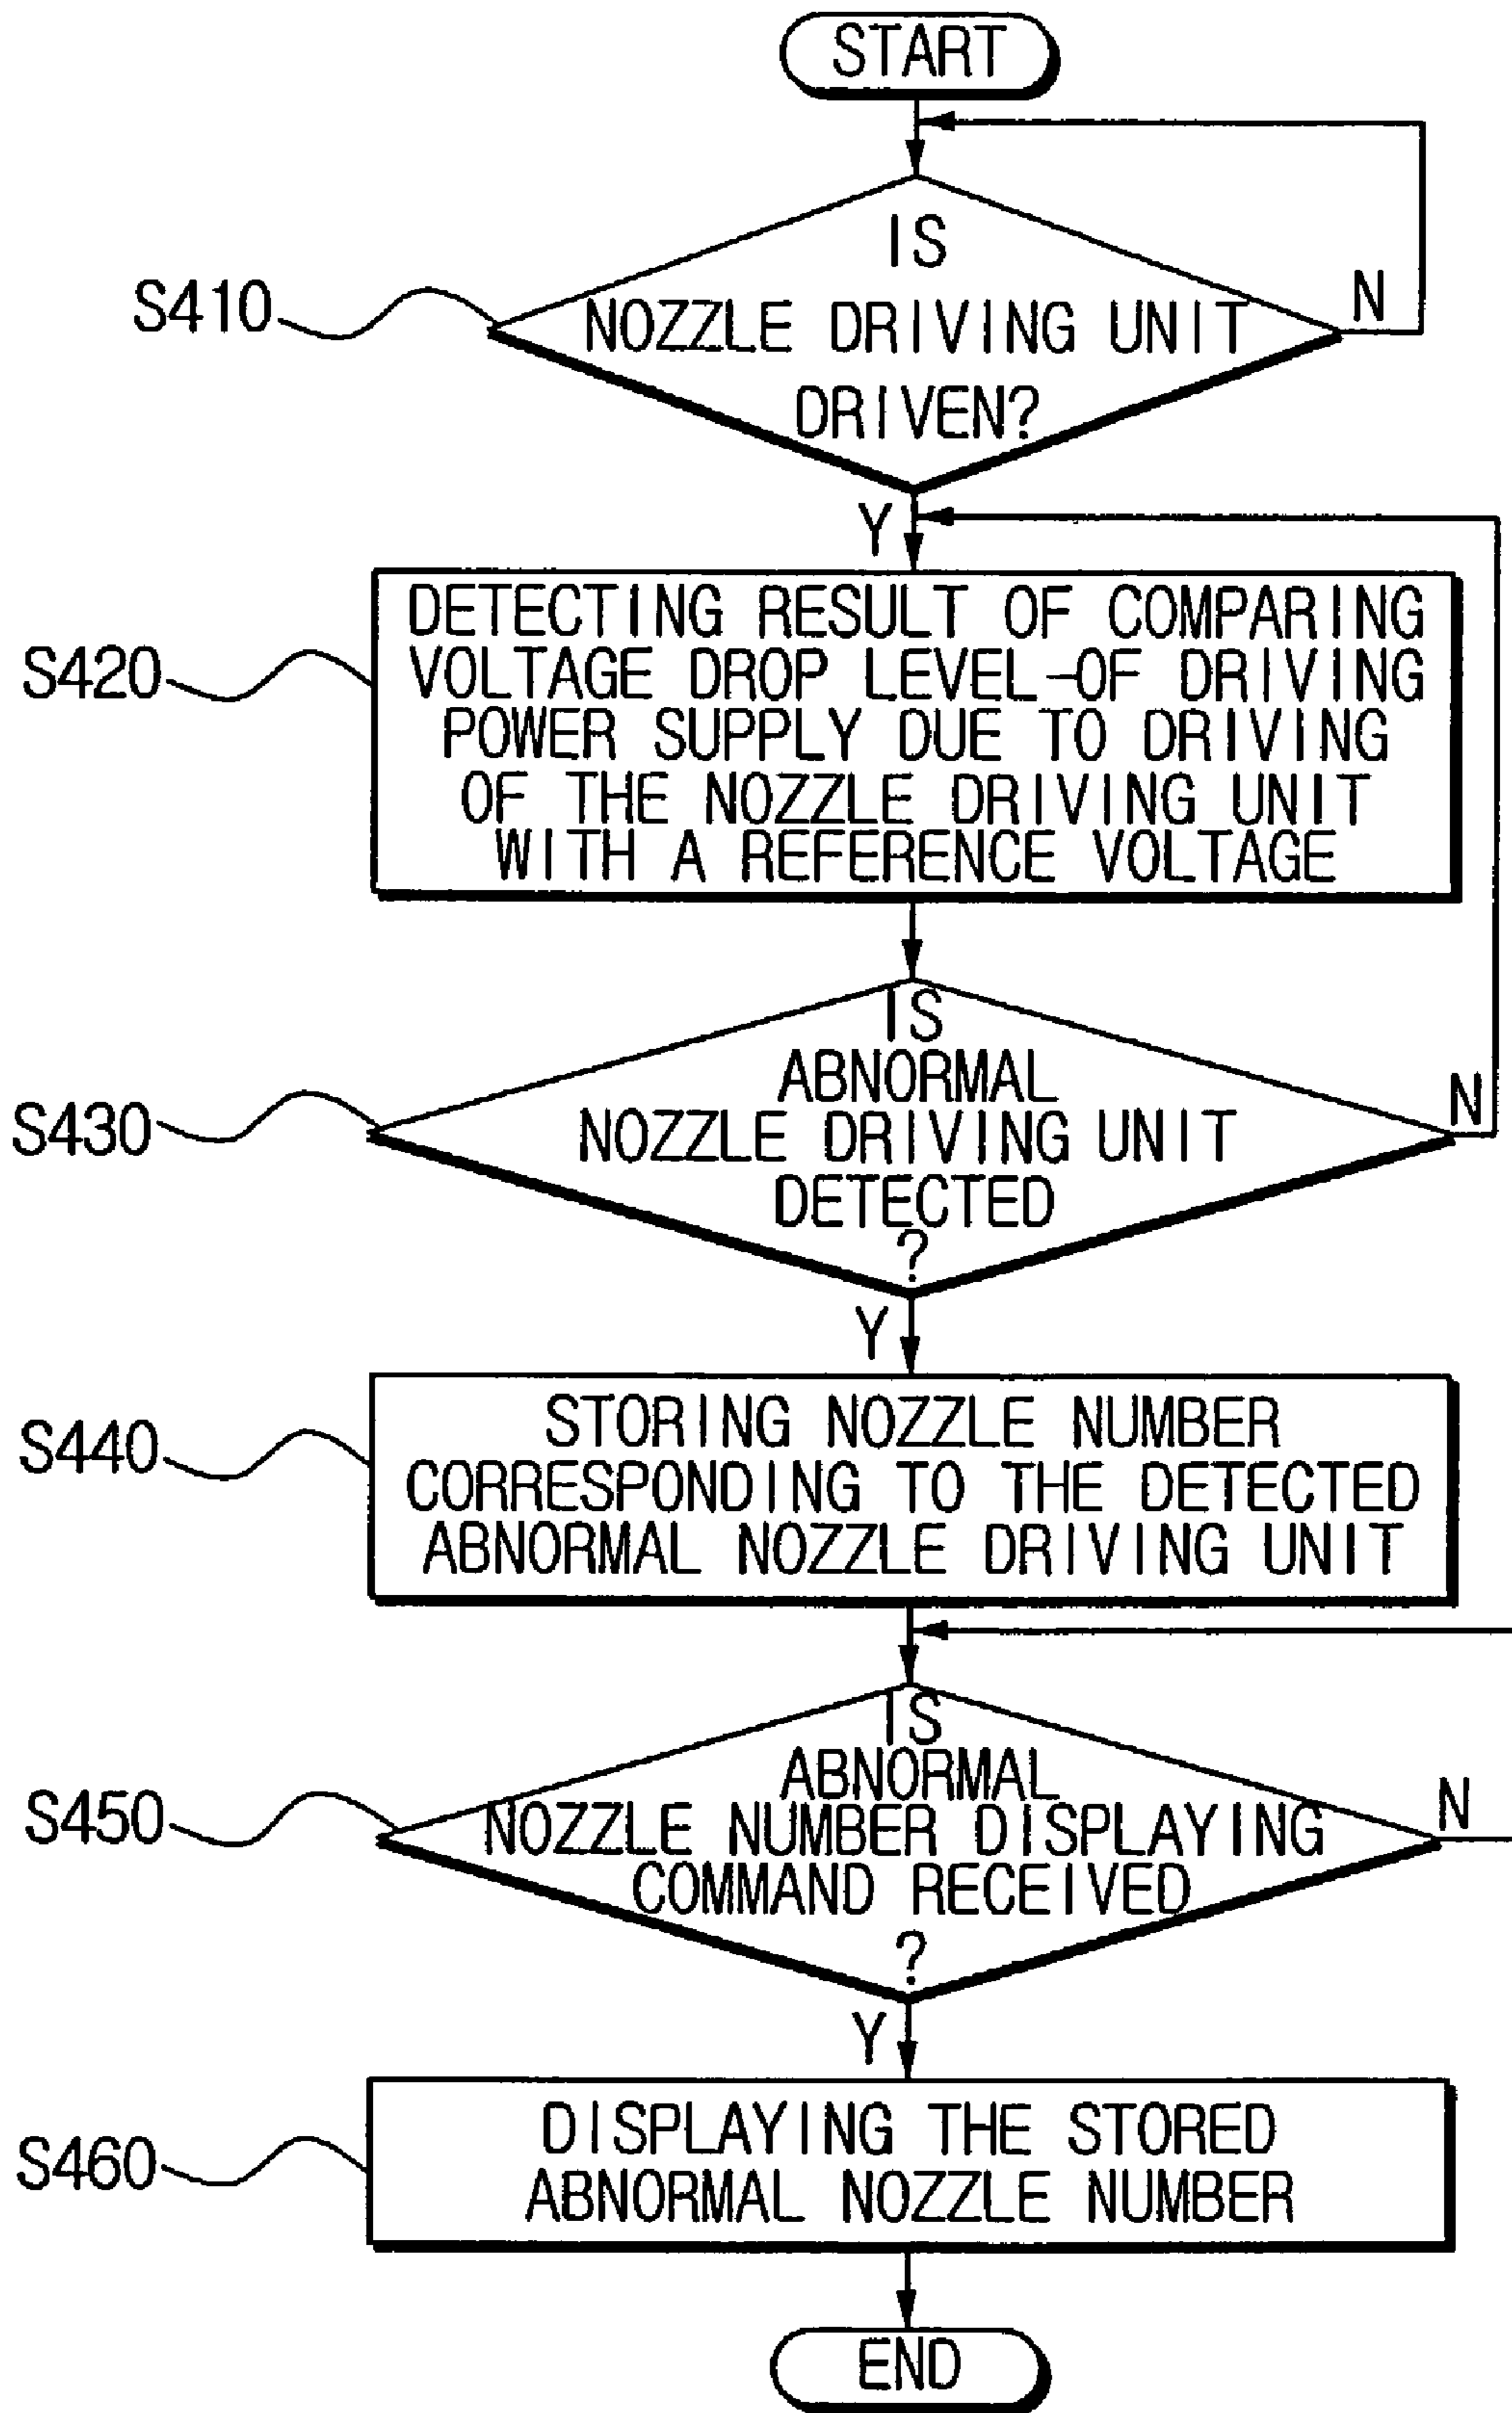 START
IS
NOZZLE DRIVING UNIT
DRIVEN?
N
S410
Y
DETECTING RESULT OF COMPARING
VOLTAGE DROP LEVEL-OF DRIVING
POWER SUPPLY DUE TO DRIVING
OF THE NOZZLE DRIVING UNIT
WITH A REFERENCE VOLTAGE
S420
IS
ABNORMAL
NOZZLE DRIVING UNIT
DETECTED
?
N
S430
Y
STORING NOZZLE NUMBER
CORRESPONDING TO THE DETECTED
ABNORMAL NOZZLE DRIVING UNIT
S440
IS
ABNORMAL
NOZZLE NUMBER DISPLAYING
COMMAND RECEIVED
?
N
S450
Y
DISPLAYING THE STORED
ABNORMAL NOZZLE NUMBER
S460
END